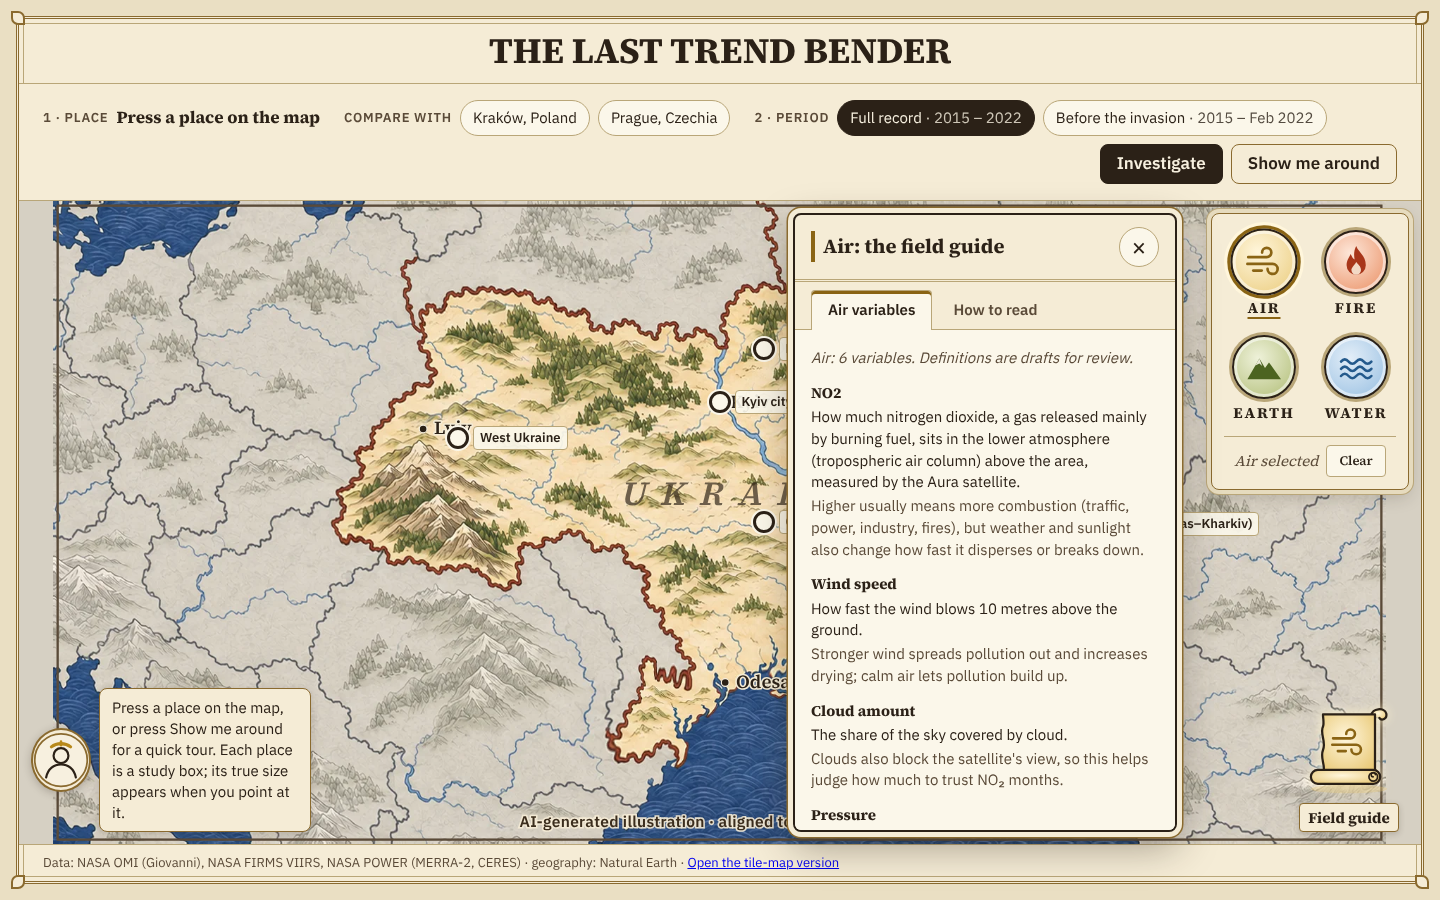 THE LAST TREND BENDER
1 · PLACE Press a place on the map COMPARE WITH Kraków, Poland Prague, Czechia 2 · PERIOD Full record · 2015 – 2022 Before the invasion · 2015 – Feb 2022
Investigate Show me around
Air: the field guide
×
Air variables How to read
Air: 6 variables. Definitions are drafts for review.
NO2
How much nitrogen dioxide, a gas released mainly
by burning fuel, sits in the lower atmosphere
(tropospheric air column) above the area,
measured by the Aura satellite.
Higher usually means more combustion (traffic,
power, industry, fires), but weather and sunlight
also change how fast it disperses or breaks down.
Wind speed
How fast the wind blows 10 metres above the
ground.
Stronger wind spreads pollution out and increases
drying; calm air lets pollution build up.
Cloud amount
The share of the sky covered by cloud.
Clouds also block the satellite's view, so this helps
judge how much to trust NO₂ months.
Pressure
AIR FIRE
EARTH WATER
Air selected Clear
as–Kharkiv)
Kyiv city
Lviv
West Ukraine
UKRAI
Odesa
Press a place on the map,
or press Show me around
for a quick tour. Each place
is a study box; its true size
appears when you point at
it.
AI-generated illustration · aligned to
Field guide
Data: NASA OMI (Giovanni), NASA FIRMS VIIRS, NASA POWER (MERRA-2, CERES) · geography: Natural Earth · Open the tile-map version